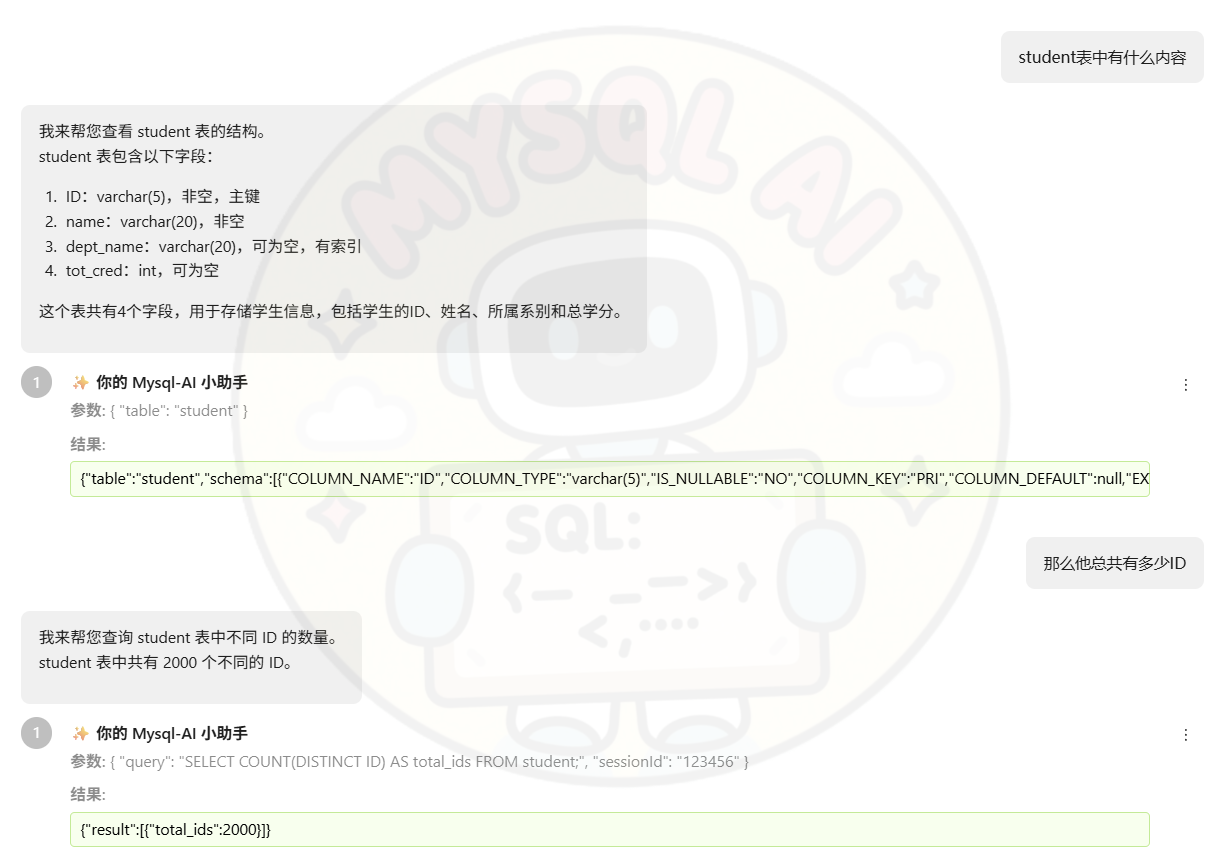 MYSQL AI
student表中有什么内容
我来帮您查看 student 表的结构。
student 表包含以下字段：
1. ID：varchar(5)，非空，主键
2. name：varchar(20)，非空
3. dept_name：varchar(20)，可为空，有索引
4. tot_cred：int，可为空
这个表共有4个字段，用于存储学生信息，包括学生的ID、姓名、所属系别和总学分。
1
✨ 你的 Mysql-AI 小助手
参数: { "table": "student" }
结果:
{"table":"student","schema":[{"COLUMN_NAME":"ID","COLUMN_TYPE":"varchar(5)","IS_NULLABLE":"NO","COLUMN_KEY":"PRI","COLUMN_DEFAULT":null,"EX
SQL:
那么他总共有多少ID
我来帮您查询 student 表中不同 ID 的数量。
student 表中共有 2000 个不同的 ID。
1
✨ 你的 Mysql-AI 小助手
参数: { "query": "SELECT COUNT(DISTINCT ID) AS total_ids FROM student;", "sessionId": "123456" }
结果:
{"result":[{"total_ids":2000}]}